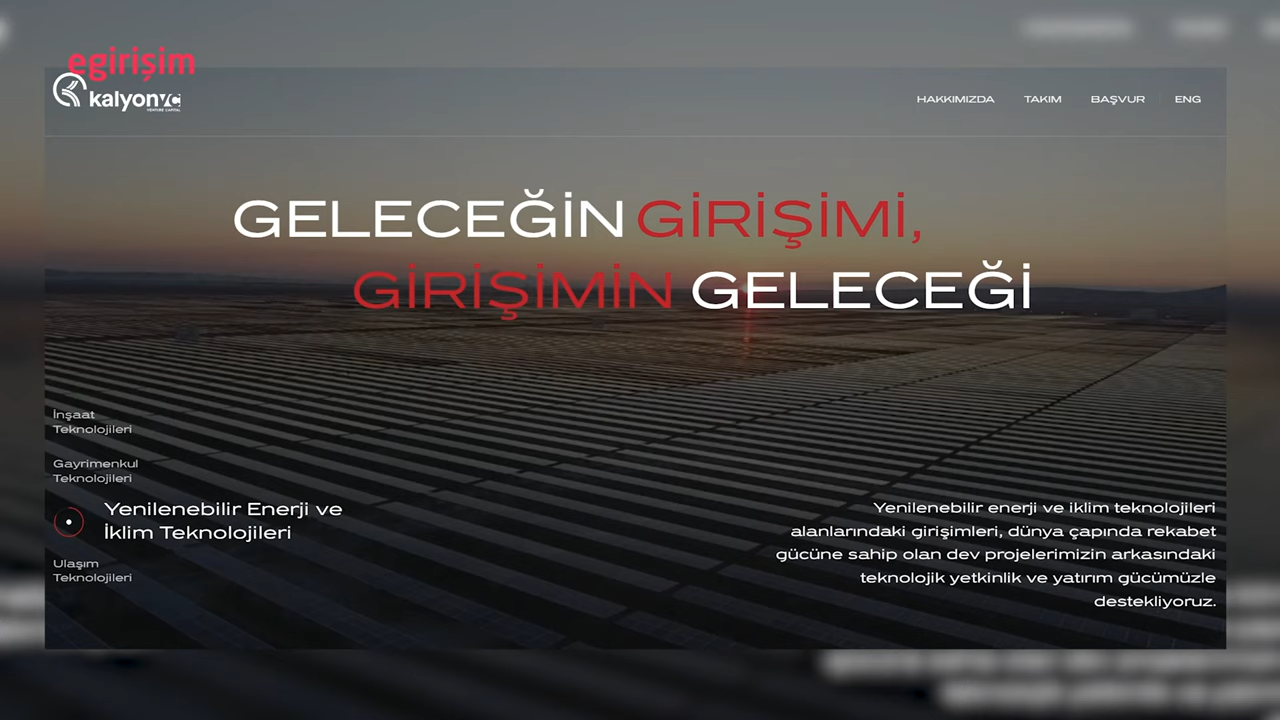 egirişim
kalyonvc
VENTURE CAPITAL
HAKKIMIZDA TAKIM BAŞVUR ENG
GELECEĞİN GİRİŞİMİ,
GİRİŞİMİN GELECEĞİ
İnşaat
Teknolojileri
Gayrimenkul
Teknolojileri
Yenilenebilir Enerji ve
İklim Teknolojileri
Ulaşım
Teknolojileri
Yenilenebilir enerji ve iklim teknolojileri
alanlarındaki girişimleri, dünya çapında rekabet
gücüne sahip olan dev projelerimizin arkasındaki
teknolojik yetkinlik ve yatırım gücümüzle
destekliyoruz.